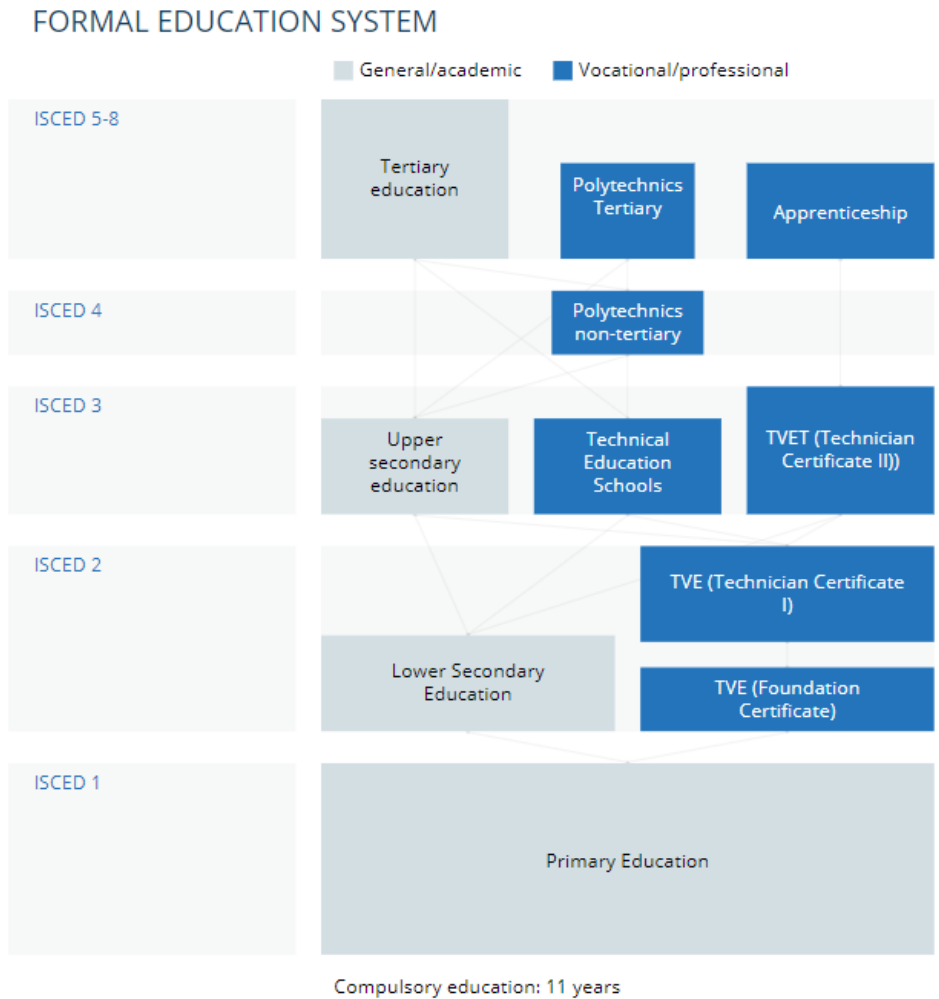 FORMAL EDUCATION SYSTEM
General/academic
Vocational/professional
ISCED 5-8
Tertiary
education
Polytechnics
Tertiary
Apprenticeship
ISCED 4
Polytechnics
non-tertiary
ISCED 3
Upper
secondary
education
Technical
Education
Schools
TVET (Technician
Certificate II))
ISCED 2
TVE (Technician Certificate
I)
Lower Secondary
Education
TVE (Foundation
Certificate)
ISCED 1
Primary Education
Compulsory education: 11 years